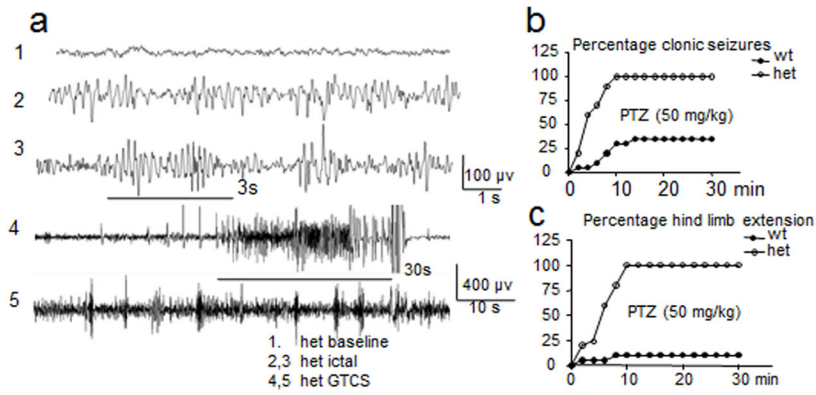 a
1
2
3
3s
100 μv
1 s
4
30s
400 μv
10 s
5
1. het baseline
2,3 het ictal
4,5 het GTCS
b
Percentage clonic seizures
wt
het
125
100
75
50
25
0
PTZ (50 mg/kg)
0 10 20 30 min
c
Percentage hind limb extension
wt
het
125
100
75
50
25
0
PTZ (50 mg/kg)
0 10 20 30 min